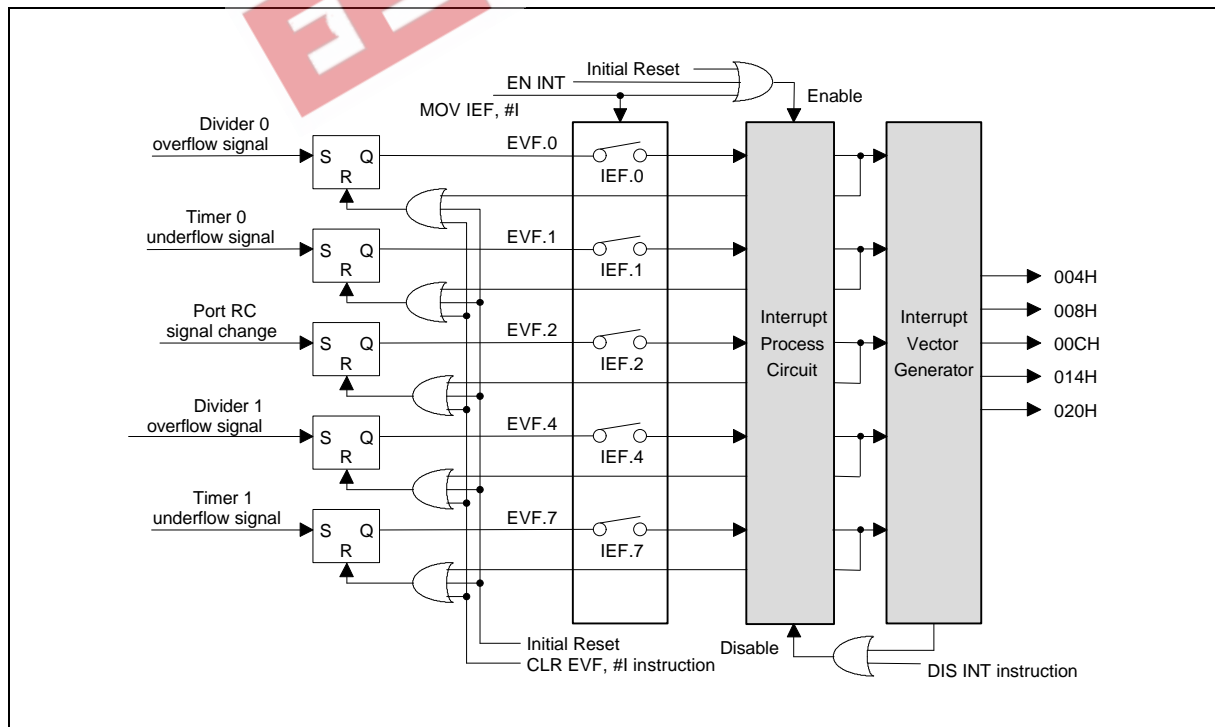 Initial Reset
EN INT
Enable
MOV IEF, #I
Divider 0
overflow signal
S Q
R
EVF.0
IEF.0
Timer 0
underflow signal
S Q
R
EVF.1
IEF.1
Port RC
signal change
S Q
R
EVF.2
IEF.2
Divider 1
overflow signal
S Q
R
EVF.4
IEF.4
Timer 1
underflow signal
S Q
R
EVF.7
IEF.7
Interrupt
Process
Circuit
Interrupt
Vector
Generator
004H
008H
00CH
014H
020H
Initial Reset
CLR EVF, #I instruction
Disable
DIS INT instruction